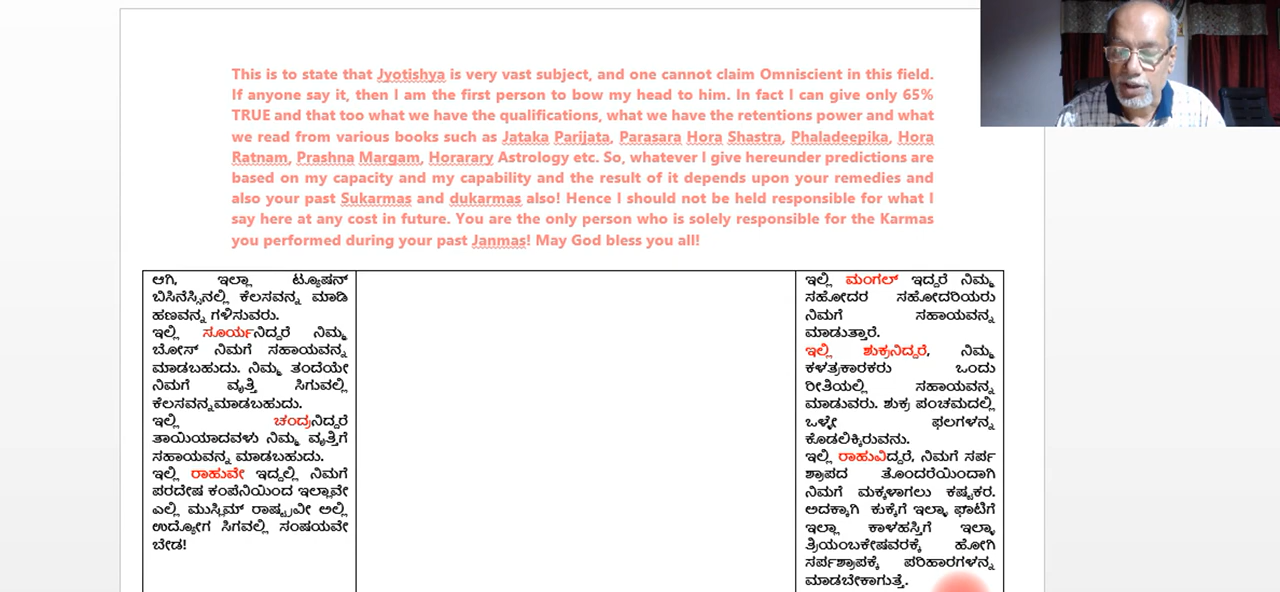 This is to state that Jyotishya is very vast subject, and one cannot claim Omniscient in this field.
If anyone say it, then I am the first person to bow my head to him. In fact I can give only 65%
TRUE and that too what we have the qualifications, what we have the retentions power and what
we read from various books such as Jataka Parijata, Parasara Hora Shastra, Phaladeepika, Hora
Ratnam, Prashna Margam, Horarary Astrology etc. So, whatever I give hereunder predictions are
based on my capacity and my capability and the result of it depends upon your remedies and
also your past Sukarmas and dukarmas also! Hence I should not be held responsible for what I
say here at any cost in future. You are the only person who is solely responsible for the Karmas
you performed during your past Janmas! May God bless you all!
ಆಗಿ, ಇಲ್ಲಾ ಟ್ಯೂಷನ್
ಬಿಸಿನೆಸ್ಸಿನಲ್ಲಿ ಕೆಲಸವನ್ನ ಮಾಡಿ
ಹಣವನ್ನ ಗಳಿಸುವರು.
ಇಲ್ಲಿ ಸೂರ್ಯನಿದ್ದರೆ ನಿಮ್ಮ
ಬೋಸ್ ನಿಮಗೆ ಸಹಾಯವನ್ನ
ಮಾಡಬಹುದು. ನಿಮ್ಮ ತಂದೆಯೇ
ನಿಮಗೆ ವೃತ್ತಿ ಸಿಗುವಲ್ಲಿ
ಕೆಲಸವನ್ನಮಾಡಬಹುದು.
ಇಲ್ಲಿ ಚಂದ್ರನಿದ್ದರೆ
ತಾಯಿಯಾದವಳು ನಿಮ್ಮ ವೃತ್ತಿಗೆ
ಸಹಾಯವನ್ನ ಮಾಡಬಹುದು.
ಇಲ್ಲಿ ರಾಹುವೇ ಇದ್ದಲ್ಲಿ ನಿಮಗೆ
ಪರದೇಷ ಕಂಪೆನಿಯಿಂದ ಇಲ್ಲಾವೇ
ಎಲ್ಲಿ ಮುಸ್ಲಿಮ್ ರಾಷ್ಟ್ರವೀ ಅಲ್ಲಿ
ಉದ್ಯೋಗ ಸಿಗವಲ್ಲಿ ಸಂಷಯವೇ
ಬೇಡ!
ಇಲ್ಲಿ ಮಂಗಲ್ ಇದ್ದರೆ ನಿಮ್ಮ
ಸಹೋದರ ಸಹೋದರಿಯರು
ನಿಮಗೆ ಸಹಾಯವನ್ನ
ಮಾಡುತ್ತಾರೆ.
ಇಲ್ಲಿ ಶುಕ್ರನಿದ್ದರೆ, ನಿಮ್ಮ
ಕಳತ್ರಕಾರಕರು ಒಂದು
ರೀತಿಯಲ್ಲಿ ಸಹಾಯವನ್ನ
ಮಾಡುವರು. ಶುಕ್ರ ಪಂಚಮದಲ್ಲಿ
ಒಳ್ಳೇ ಫಲಗಳನ್ನ
ಕೊಡಲಿಕ್ಕಿರುವನು.
ಇಲ್ಲಿ ರಾಹುವಿದ್ದರೆ, ನಿಮಗೆ ಸರ್ಪ
ಶ್ರಾಪದ ತೊಂದರೆಯಿಂದಾಗಿ
ನಿಮಗೆ ಮಕ್ಕಳಾಗಲು ಕಷ್ಟಕರ.
ಅದಕ್ಕಾಗಿ ಕುಕ್ಕೆಗೆ ಇಲ್ಲಾ ಘಾಟಿಗೆ
ಇಲ್ಲಾ ಕಾಳಹಸ್ತಿಗೆ ಇಲ್ಲಾ
ತ್ರಿಯಂಬಕೇಷವರಕ್ಕೆ ಹೋಗಿ
ಸರ್ಪಶ್ರಾಪಕ್ಕೆ ಪರಿಹಾರಗಳನ್ನ
ಮಾಡಬೇಕಾಗುತ್ತೆ.